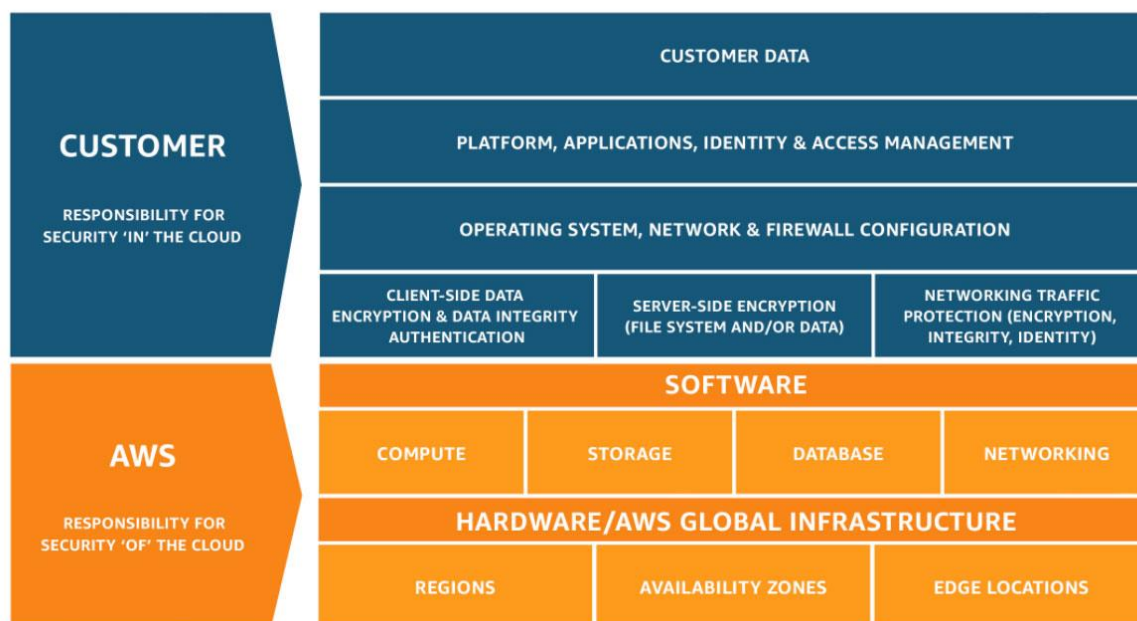 CUSTOMER
RESPONSIBILITY FOR
SECURITY ‘IN’ THE CLOUD
CUSTOMER DATA
PLATFORM, APPLICATIONS, IDENTITY & ACCESS MANAGEMENT
OPERATING SYSTEM, NETWORK & FIREWALL CONFIGURATION
CLIENT-SIDE DATA
ENCRYPTION & DATA INTEGRITY
AUTHENTICATION
SERVER-SIDE ENCRYPTION
(FILE SYSTEM AND/OR DATA)
NETWORKING TRAFFIC
PROTECTION (ENCRYPTION,
INTEGRITY, IDENTITY)
AWS
RESPONSIBILITY FOR
SECURITY ‘OF’ THE CLOUD
SOFTWARE
COMPUTE
STORAGE
DATABASE
NETWORKING
HARDWARE/AWS GLOBAL INFRASTRUCTURE
REGIONS
AVAILABILITY ZONES
EDGE LOCATIONS